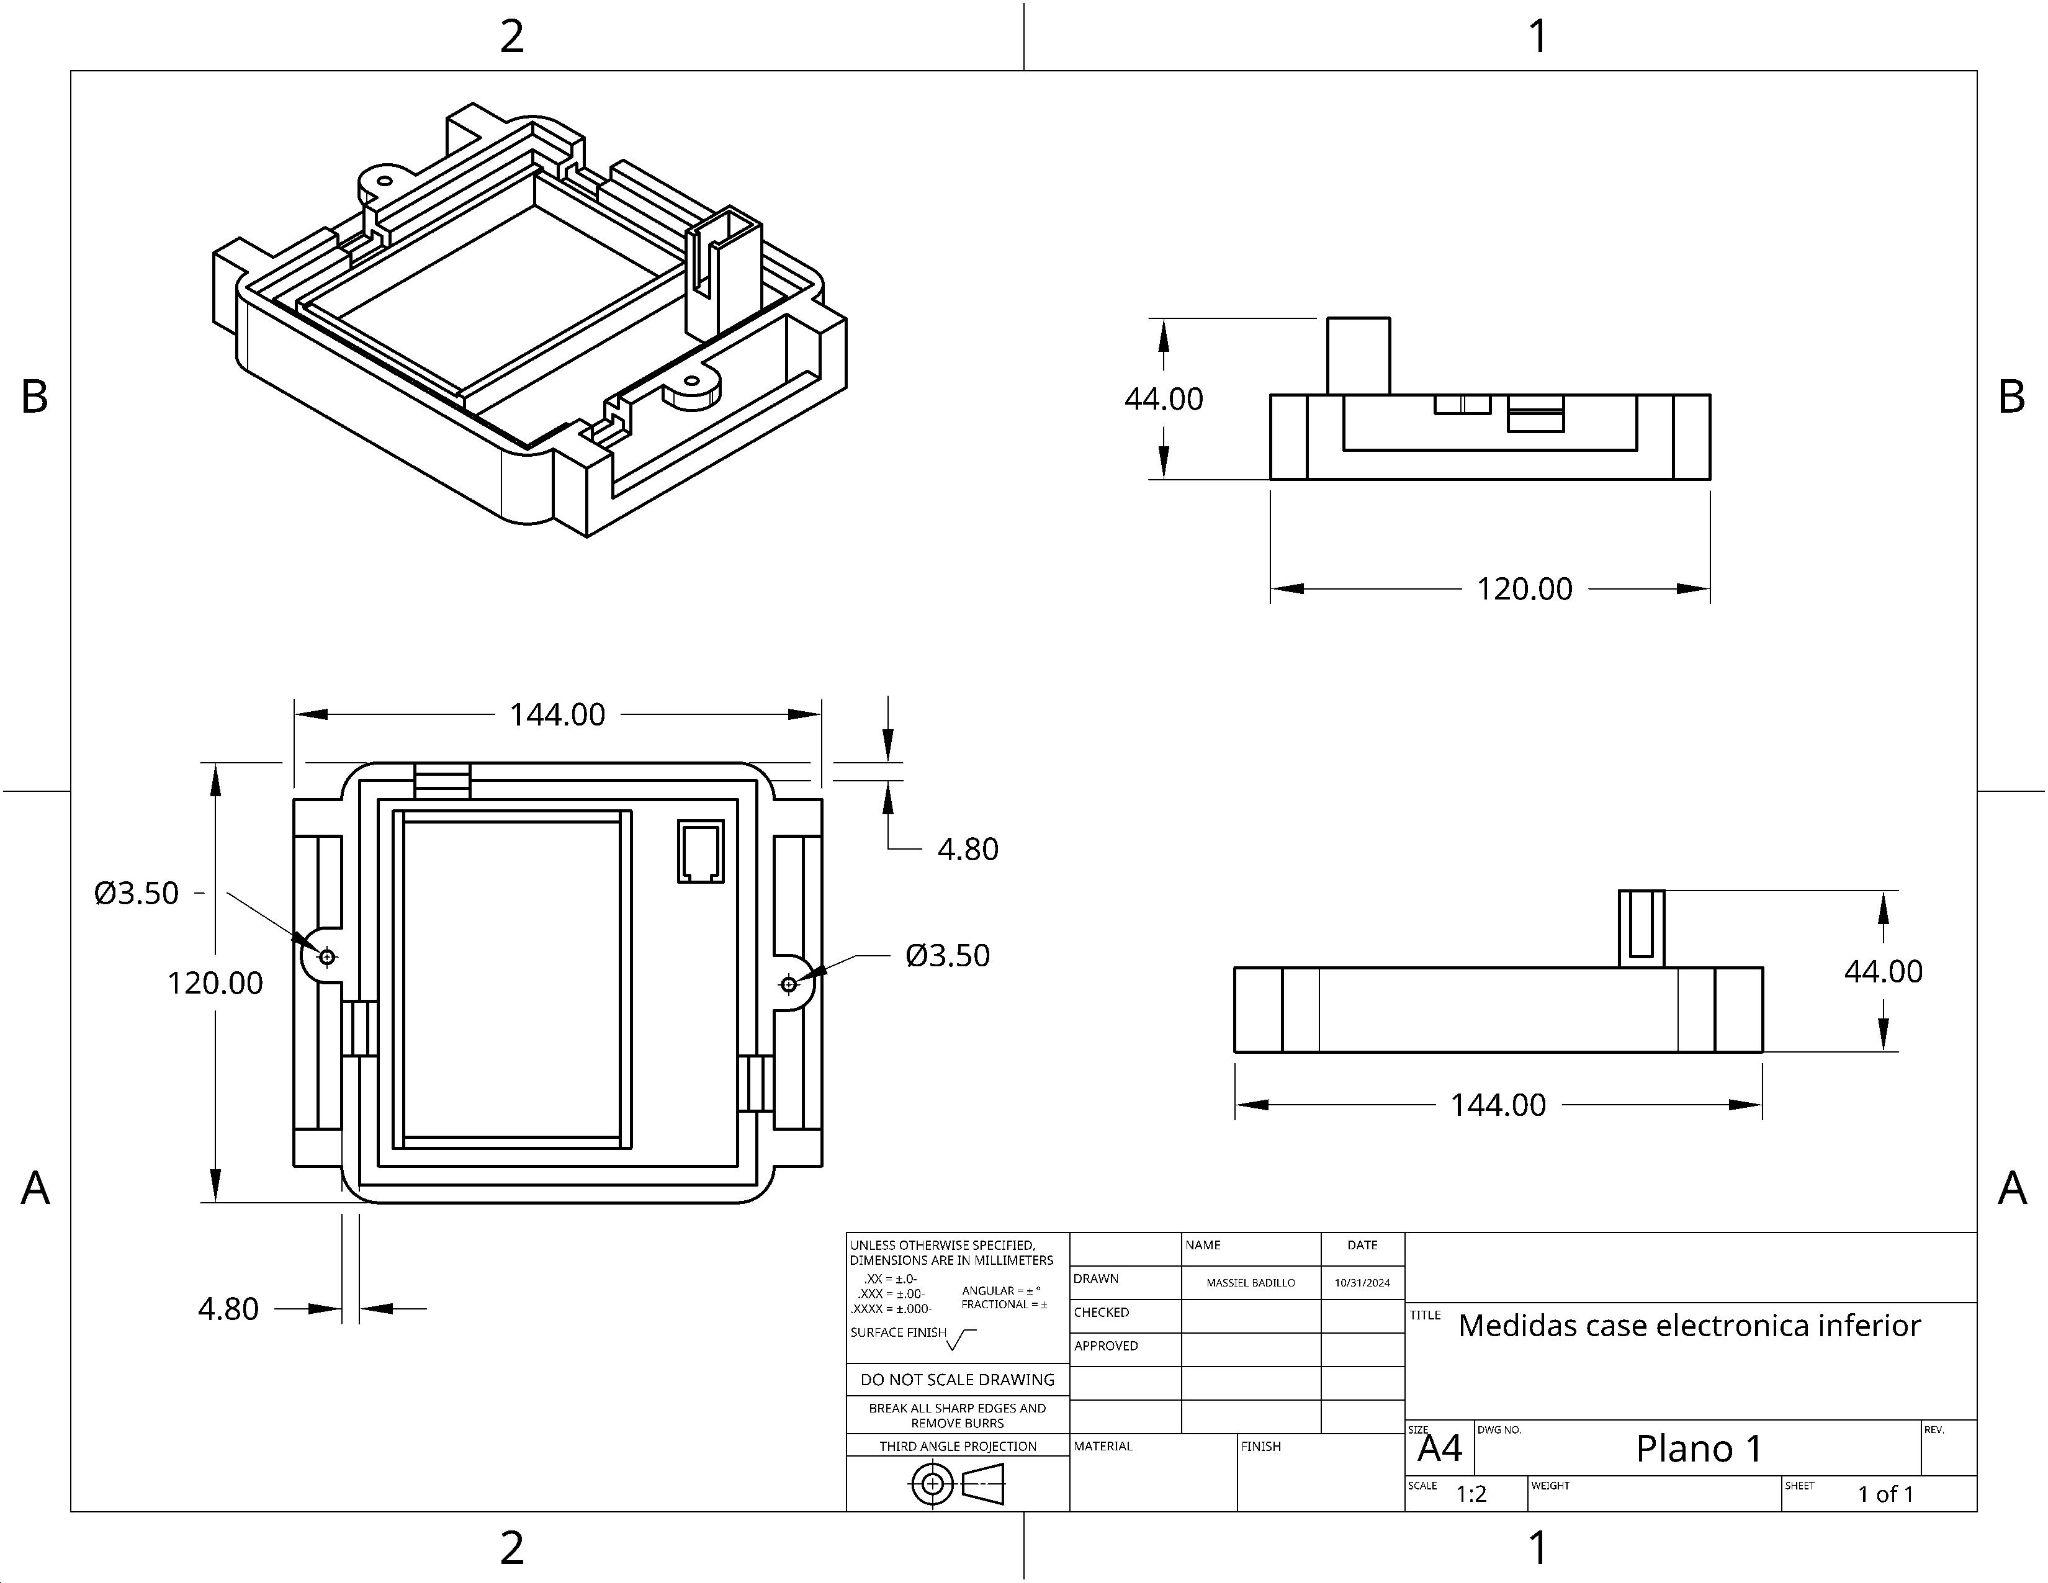 2
1
B
B
44.00
120.00
144.00
4.80
Ø3.50
Ø3.50
120.00
44.00
144.00
4.80
A
A
UNLESS OTHERWISE SPECIFIED,
DIMENSIONS ARE IN MILLIMETERS
.XX = ±.0-
.XXX = ±.00-
.XXXX = ±.000-
ANGULAR = ± °
FRACTIONAL = ±
SURFACE FINISH
DO NOT SCALE DRAWING
BREAK ALL SHARP EDGES AND
REMOVE BURRS
THIRD ANGLE PROJECTION
NAME
DATE
DRAWN
MASSIEL BADILLO
10/31/2024
CHECKED
APPROVED
MATERIAL
FINISH
TITLE
Medidas case electronica inferior
SIZE
A4
DWG NO.
Plano 1
REV.
SCALE
1:2
WEIGHT
SHEET
1 of 1
2
1